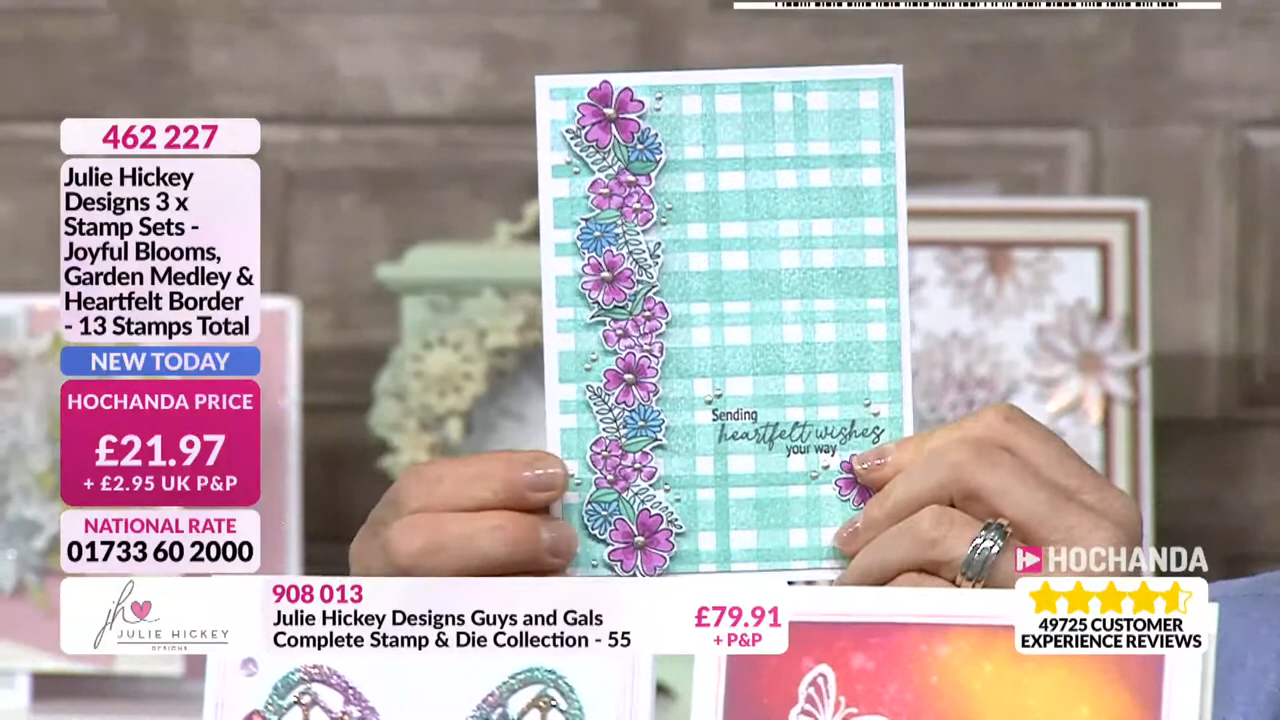 462 227
Julie Hickey
Designs 3 x
Stamp Sets -
Joyful Blooms,
Garden Medley &
Heartfelt Border
- 13 Stamps Total
NEW TODAY
HOCHANDA PRICE
£21.97
+ £2.95 UK P&P
NATIONAL RATE
01733 60 2000
Sending
heartfelt wishes
your way
HOCHANDA
49725 CUSTOMER
EXPERIENCE REVIEWS
jh
JULIE HICKEY
DESIGNS
908 013
Julie Hickey Designs Guys and Gals
Complete Stamp & Die Collection - 55
£79.91
+ P&P